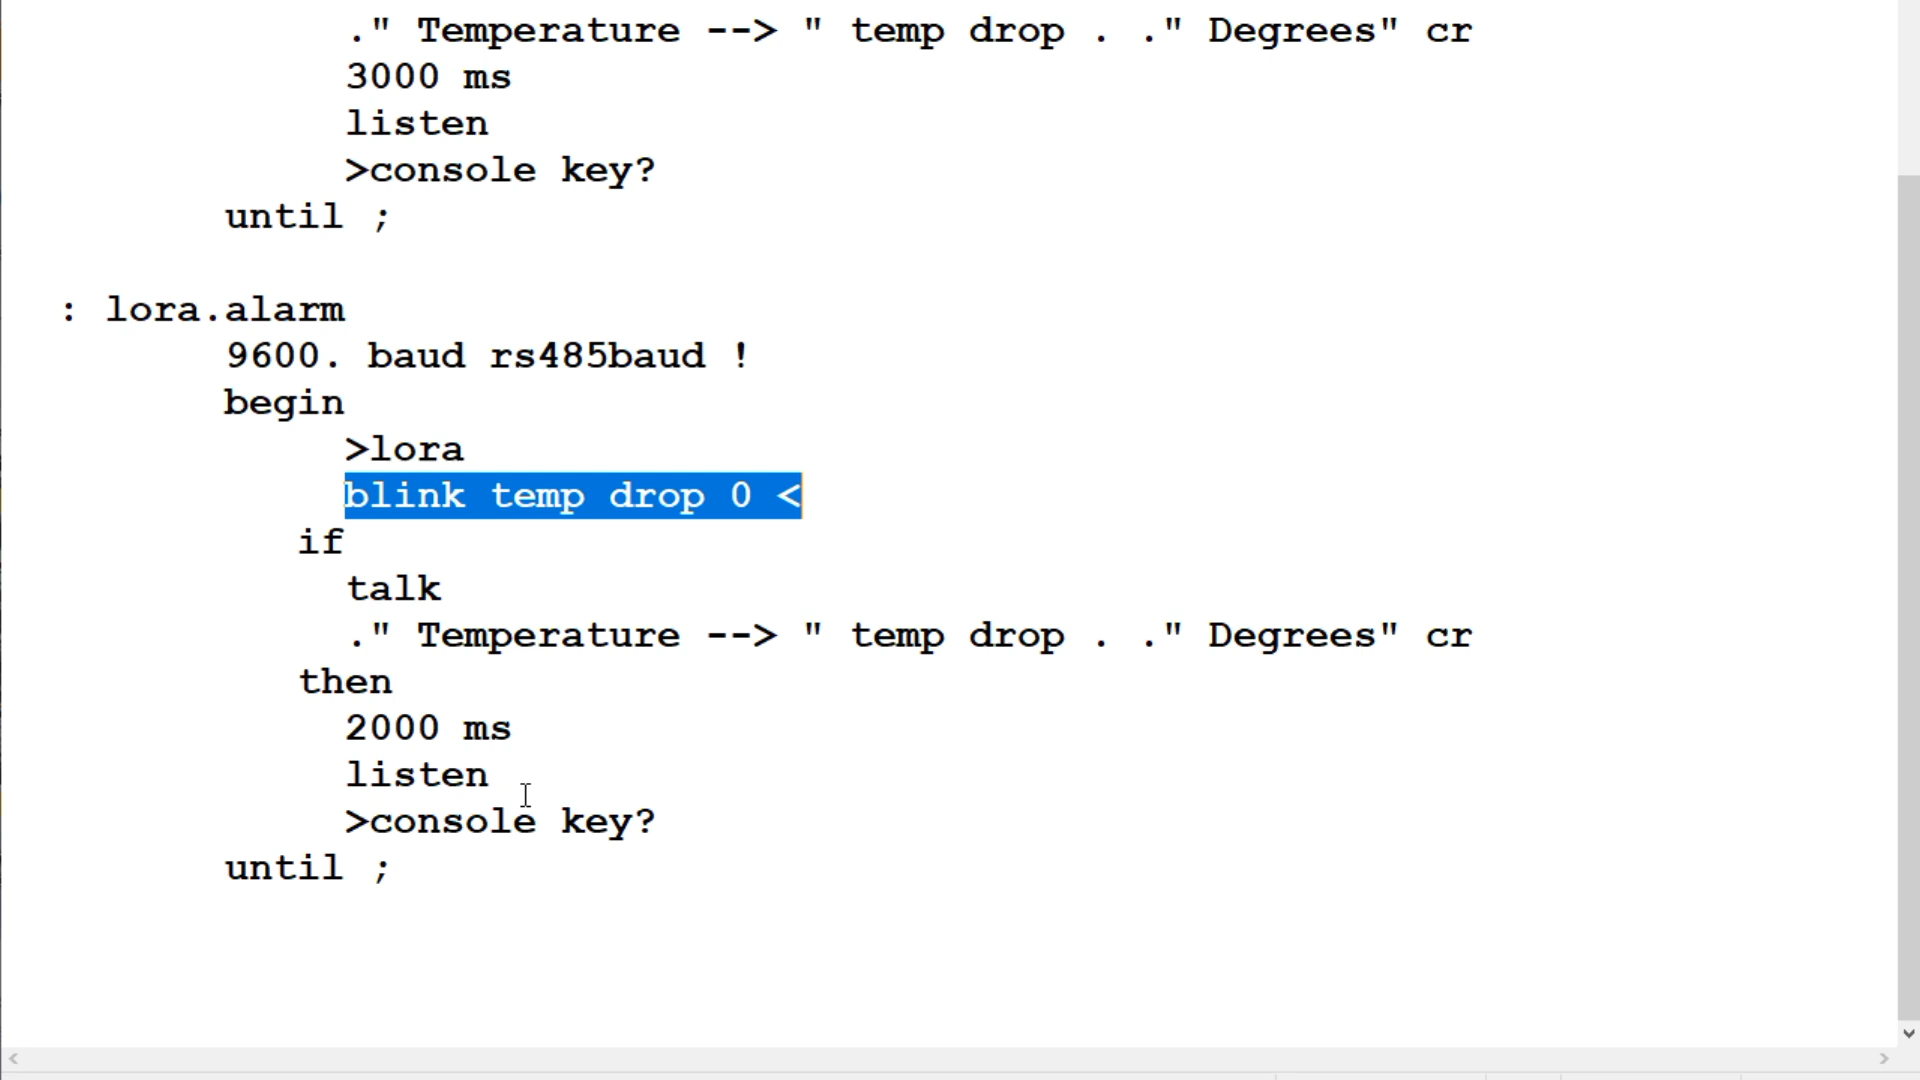 ." Temperature --> " temp drop . ." Degrees" cr
3000 ms
listen
>console key?
until ;
: lora.alarm
9600. baud rs485baud !
begin
>lora
blink temp drop 0 <
if
talk
." Temperature --> " temp drop . ." Degrees" cr
then
2000 ms
listen
>console key?
until ;